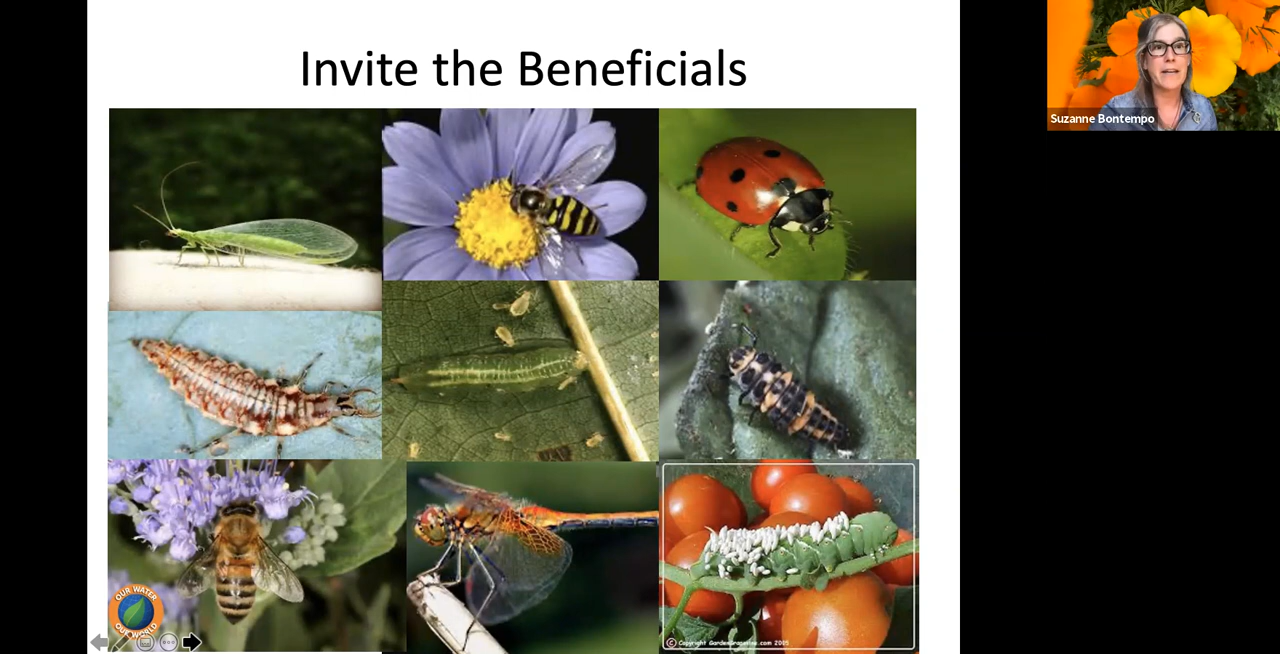 Invite the Beneficials
Suzanne Bontempo
OUR WATER
OUR WORLD
© Copyright GardenGrapevine.com 2005